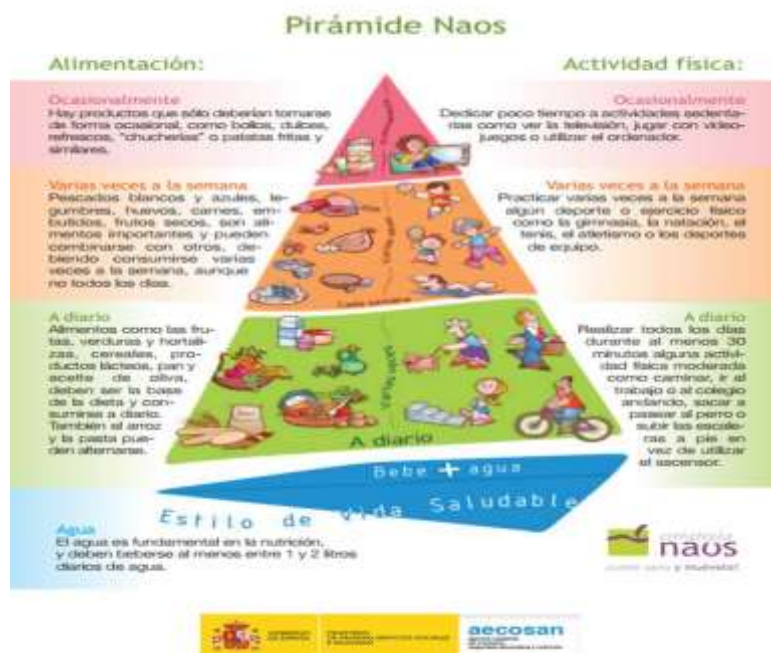 Pirámide Naos
Alimentación:
Actividad física:
Ocasionalmente
Hay productos que sólo deberían tomarse
de forma ocasional, como bollos, dulces,
refrescos, "chucherías" o patatas fritas y
similares.
Ocasionalmente
Dedicar poco tiempo a actividades sedenta-
rias como ver la televisión, jugar con video-
juegos o utilizar el ordenador.
Varias veces a la semana
Pescados blancos y azules, le-
gumbres, huevos, carnes, em-
butidos, frutos secos, son ali-
mentos importantes y pueden
combinarse con otros, de-
biendo consumirse varias
veces a la semana, aunque
no todos los días.
Varias veces a la semana
Practicar varias veces a la semana
algún deporte o ejercicio físico
como la gimnasia, la natación, el
tenis, el atletismo o los deportes
de equipo.
Cada semana
A diario
Alimentos como las fru-
tas, verduras y hortali-
zas, cereales, pro-
ductos lácteos, pan y
aceite de oliva,
deben ser la base
de la dieta y con-
sumirse a diario.
También el arroz
y la pasta pue-
den alternarse.
A diario
Realizar todos los días
durante al menos 30
minutos alguna activi-
dad física moderada
como caminar, ir al
trabajo o al colegio
andando, sacar a
pasear al perro o
subir las escale-
ras a pie en
vez de utilizar
el ascensor.
A diario
Bebe + agua
Estilo de Vida Saludable
Agua
El agua es fundamental en la nutrición,
y deben beberse al menos entre 1 y 2 litros
diarios de agua.
naos
¡come sano y muévete!
GOBIERNO
DE ESPAÑA
aecosan